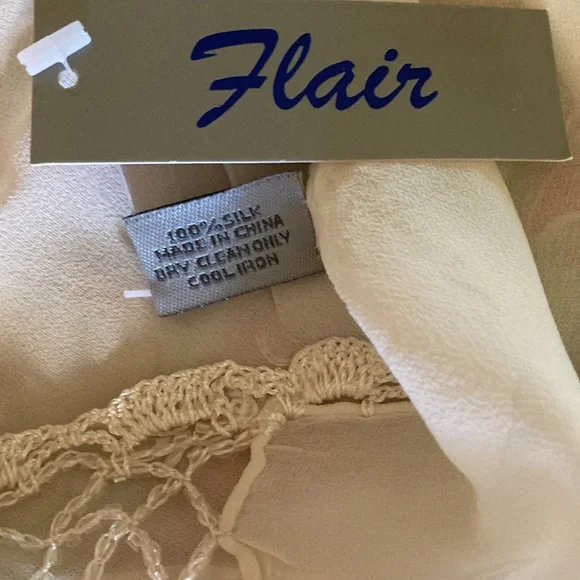 Flair
100% SILK
MADE IN CHINA
DRY CLEAN ONLY
COOL IRON